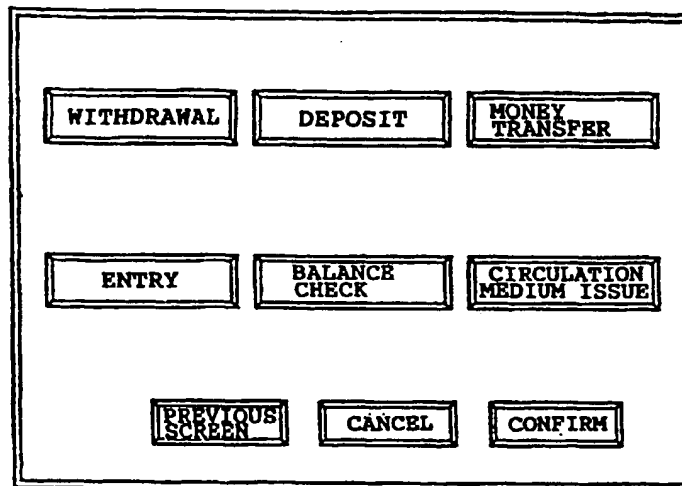 WITHDRAWAL
DEPOSIT
MONEY
TRANSFER
ENTRY
BALANCE
CHECK
CIRCULATION
MEDIUM ISSUE
PREVIOUS
SCREEN
CANCEL
CONFIRM